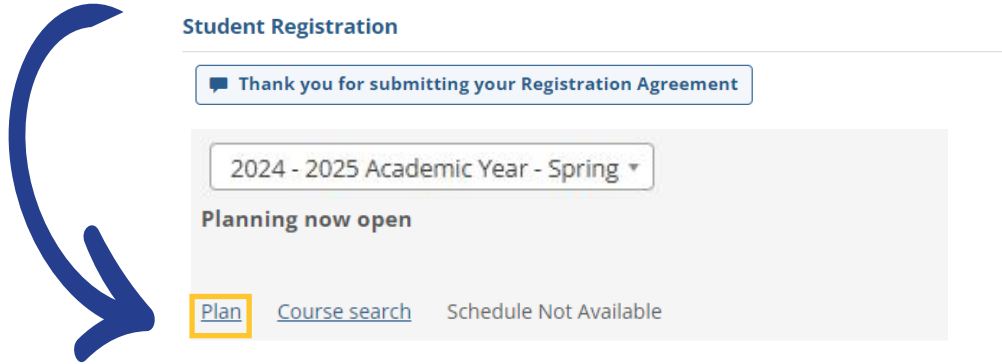 Student Registration
Thank you for submitting your Registration Agreement
2024 - 2025 Academic Year - Spring
Planning now open
Plan Course search Schedule Not Available